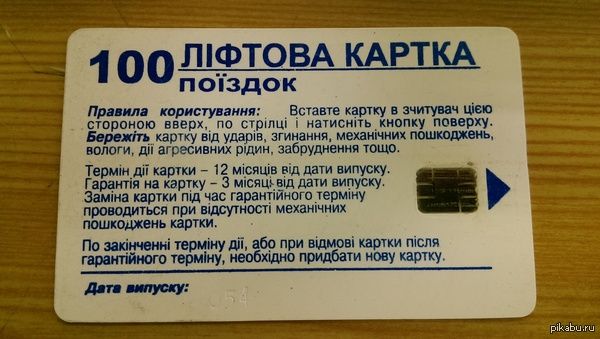 100 ЛІФТОВА КАРТКА
поїздок
Правила користування: Вставте картку в зчитувач цією
стороною вверх, по стрілці і натисніть кнопку поверху.
Бережіть картку від ударів, згинання, механічних пошкоджень,
вологи, дії агресивних рідин, забруднення тощо.
Термін дії картки – 12 місяців від дати випуску.
Гарантія на картку – 3 місяці від дати випуску.
Заміна картки під час гарантійного терміну
проводиться при відсутності механічних
пошкоджень картки.
По закінченні терміну дії, або при відмові картки після
гарантійного терміну, необхідно придбати нову картку.
Дата випуску:
pikabu.ru